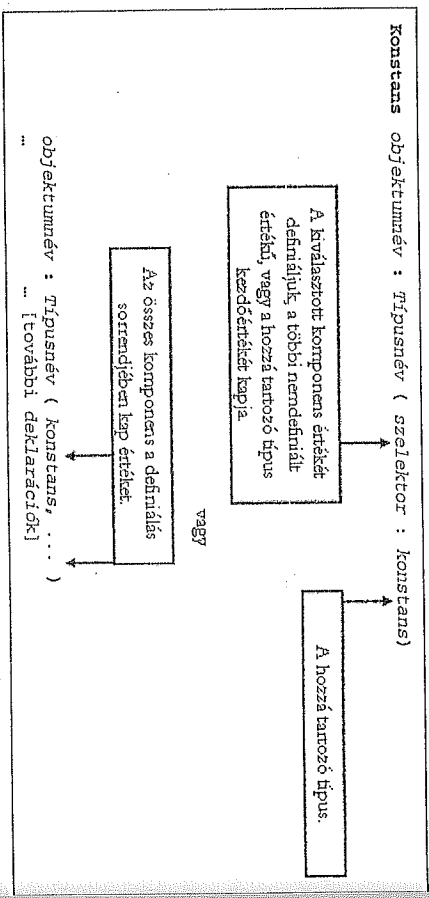 Konstans objektumnév : Típusnév ( szelektor : konstans)
A kiválasztott komponens értékét
definiáljuk, a többi nemdefiniált
értékű, vagy a hozzá tartozó típus
kezdőértékét kapja.
A hozzá tartozó típus.
vagy
Az összes komponens a definiálás
sorrendjében kap értéket.
objektumnév : Típusnév ( konstans, ... )
... … [további deklarációk]